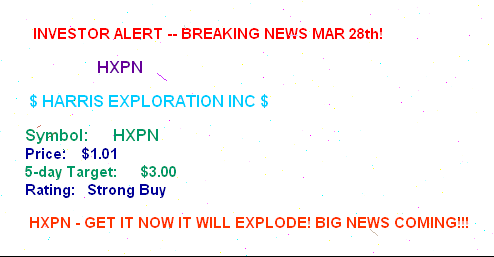 INVESTOR ALERT -- BREAKING NEWS MAR 28th!
HXPN
$ HARRIS EXPLORATION INC $
Symbol: HXPN
Price: $1.01
5-day Target: $3.00
Rating: Strong Buy
HXPN - GET IT NOW IT WILL EXPLODE! BIG NEWS COMING!!!